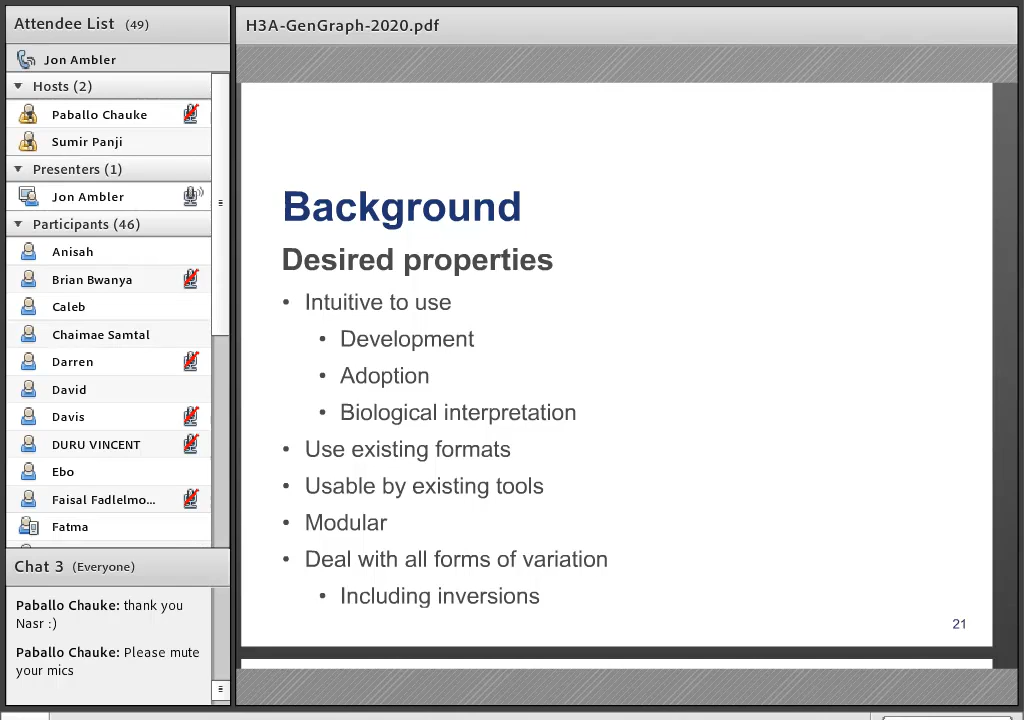 Attendee List (49)
Jon Ambler
Hosts (2)
Paballo Chauke
Sumir Panji
Presenters (1)
Jon Ambler
Participants (46)
Anisah
Brian Bwanya
Caleb
Chaimae Samtal
Darren
David
Davis
DURU VINCENT
Ebo
Faisal Fadlelmo...
Fatma
Chat 3 (Everyone)
Paballo Chauke: thank you
Nasr :)
Paballo Chauke: Please mute
your mics
H3A-GenGraph-2020.pdf
Background
Desired properties
• Intuitive to use
• Development
• Adoption
• Biological interpretation
• Use existing formats
• Usable by existing tools
• Modular
• Deal with all forms of variation
• Including inversions
21